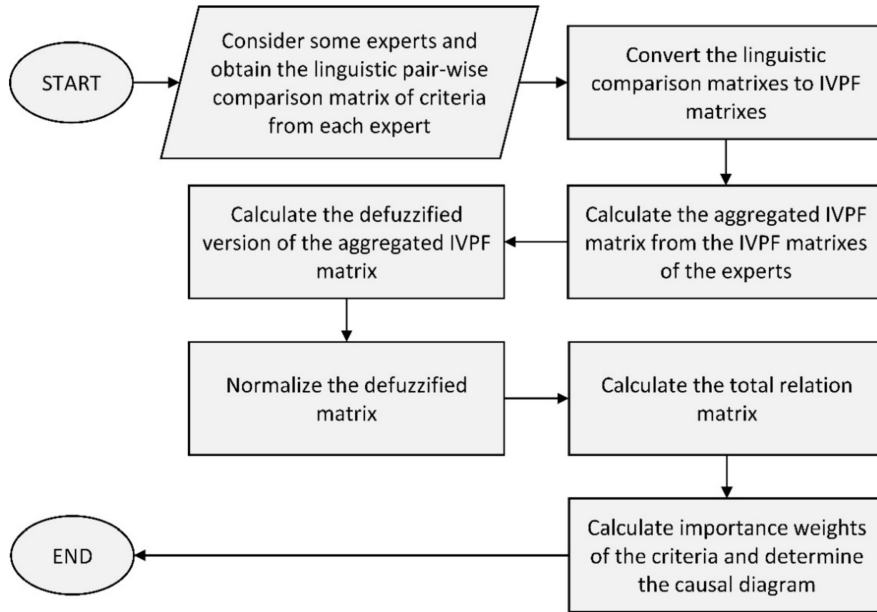 START
Consider some experts and
obtain the linguistic pair-wise
comparison matrix of criteria
from each expert
Convert the linguistic
comparison matrixes to IVPF
matrixes
Calculate the aggregated IVPF
matrix from the IVPF matrixes
of the experts
Calculate the defuzzified
version of the aggregated IVPF
matrix
Normalize the defuzzified
matrix
Calculate the total relation
matrix
Calculate importance weights
of the criteria and determine
the causal diagram
END